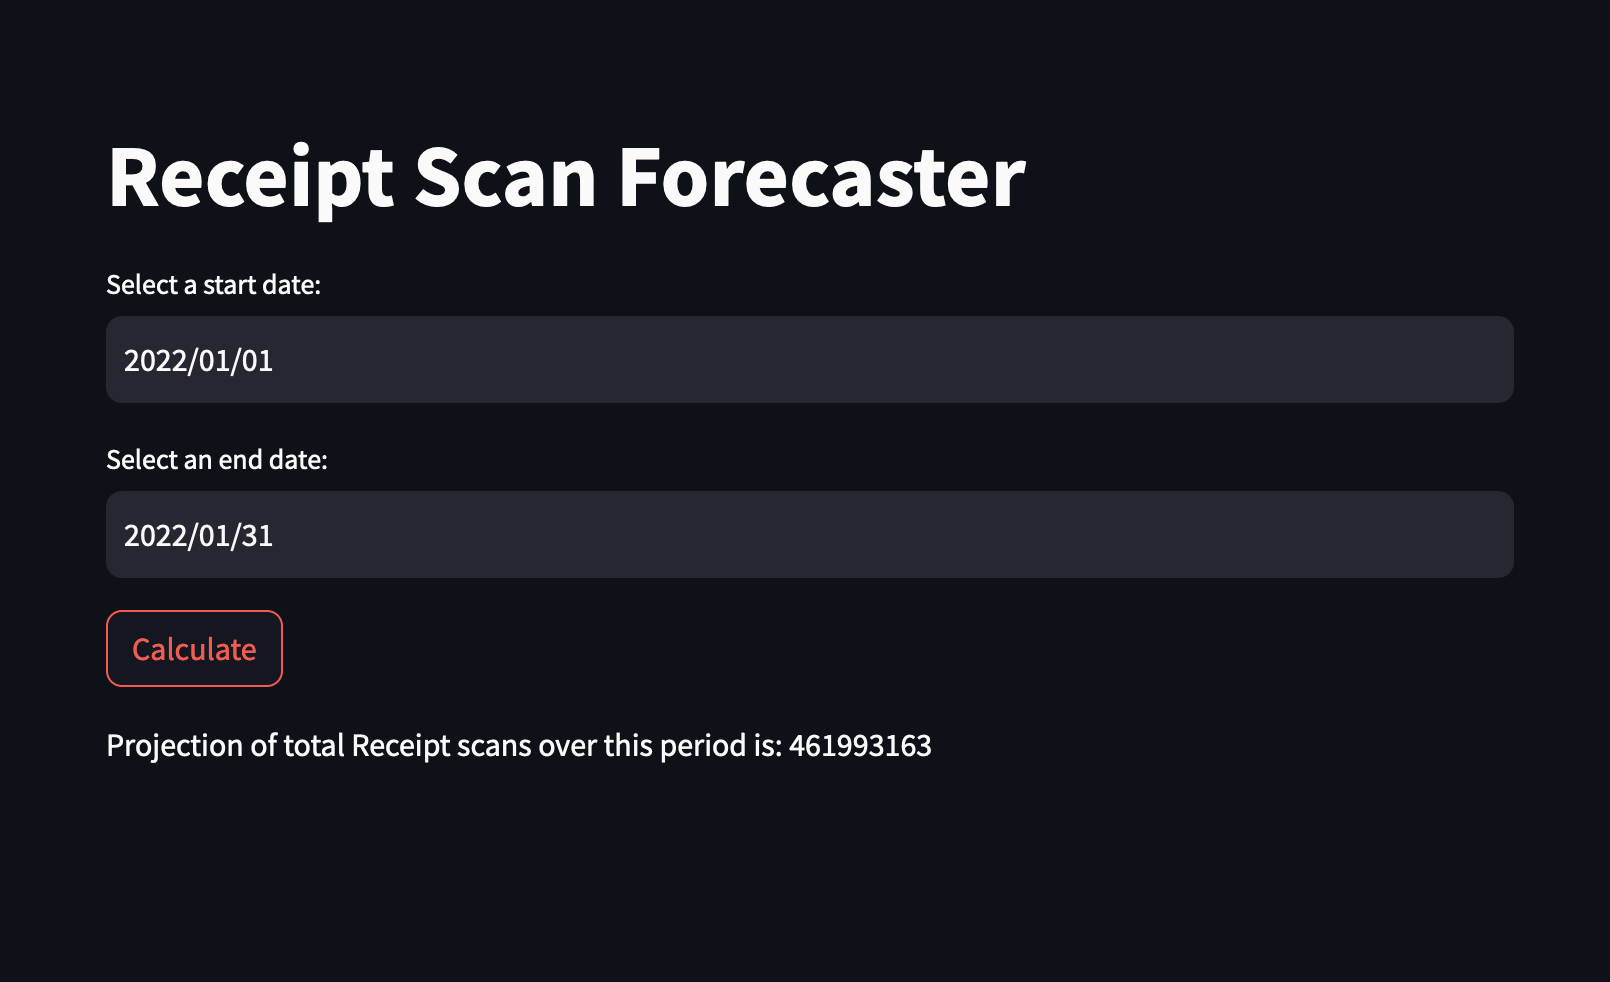 Receipt Scan Forecaster
Select a start date:
2022/01/01
Select an end date:
2022/01/31
Calculate
Projection of total Receipt scans over this period is: 461993163